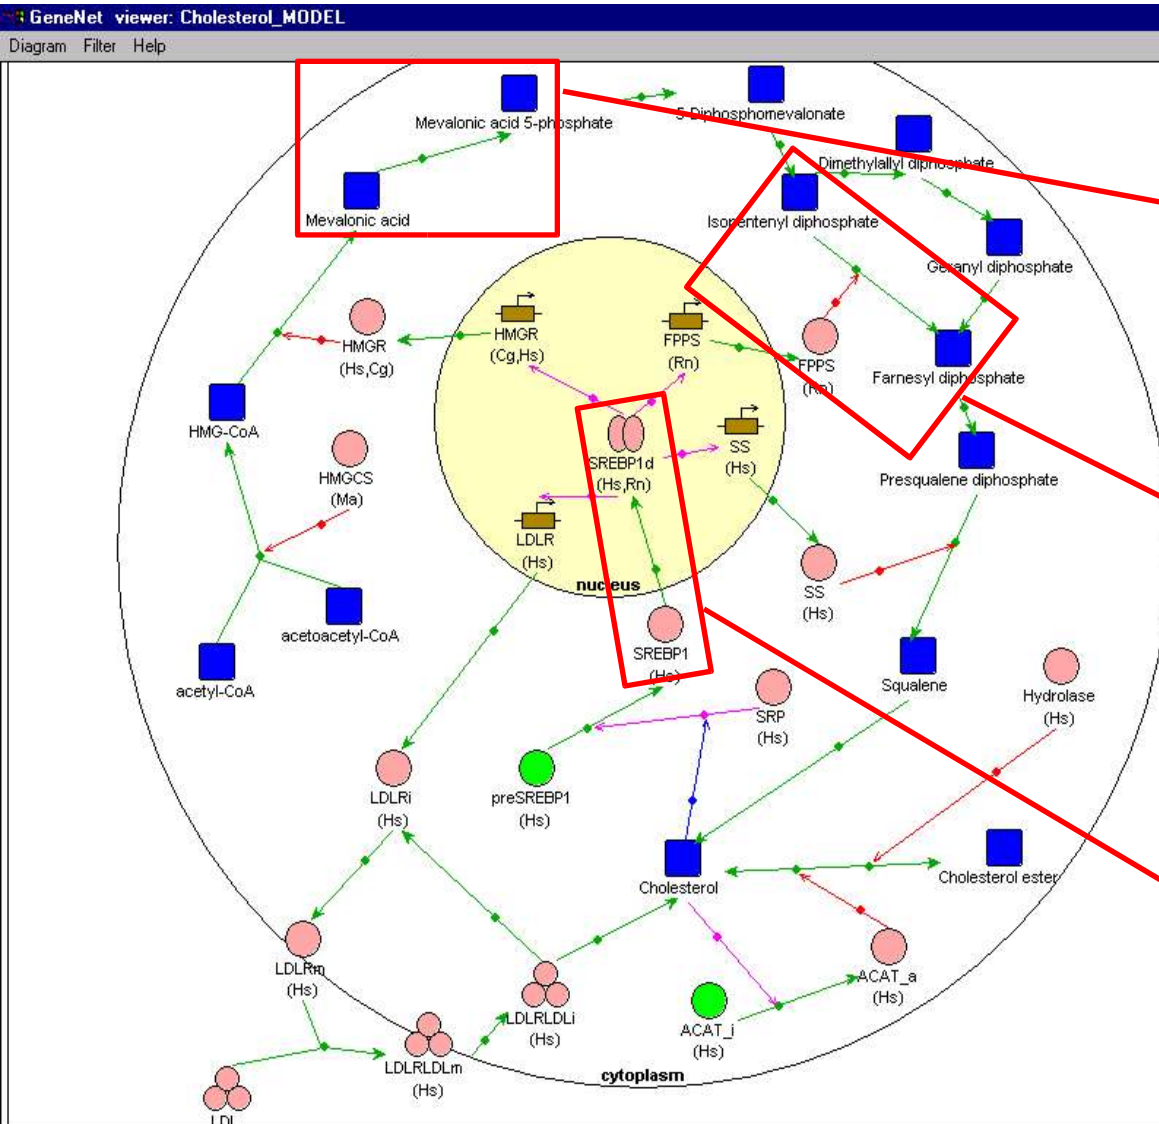 GeneNet viewer: Cholesterol_MODEL
Diagram Filter Help
Mevalonic acid 5-phosphate
5-Diphosphomevalonate
Dimethylallyl diphosphate
Mevalonic acid
Isopentenyl diphosphate
Geranyl diphosphate
HMGR
(Cg,Hs)
FPPS
(Rn)
HMGR
(Hs,Cg)
FPPS
(Rn)
Farnesyl diphosphate
HMG-CoA
SREBP1d
(Hs,Rn)
SS
(Hs)
HMGCS
(Ma)
Presqualene diphosphate
LDLR
(Hs)
nucleus
SS
(Hs)
acetoacetyl-CoA
acetyl-CoA
SREBP1
(Hs)
Squalene
Hydrolase
(Hs)
SRP
(Hs)
LDLRi
(Hs)
preSREBP1
(Hs)
Cholesterol
Cholesterol ester
LDLRm
(Hs)
ACAT_a
(Hs)
LDLRLDLi
(Hs)
ACAT_i
(Hs)
LDLRLDLm
(Hs)
cytoplasm
LDL